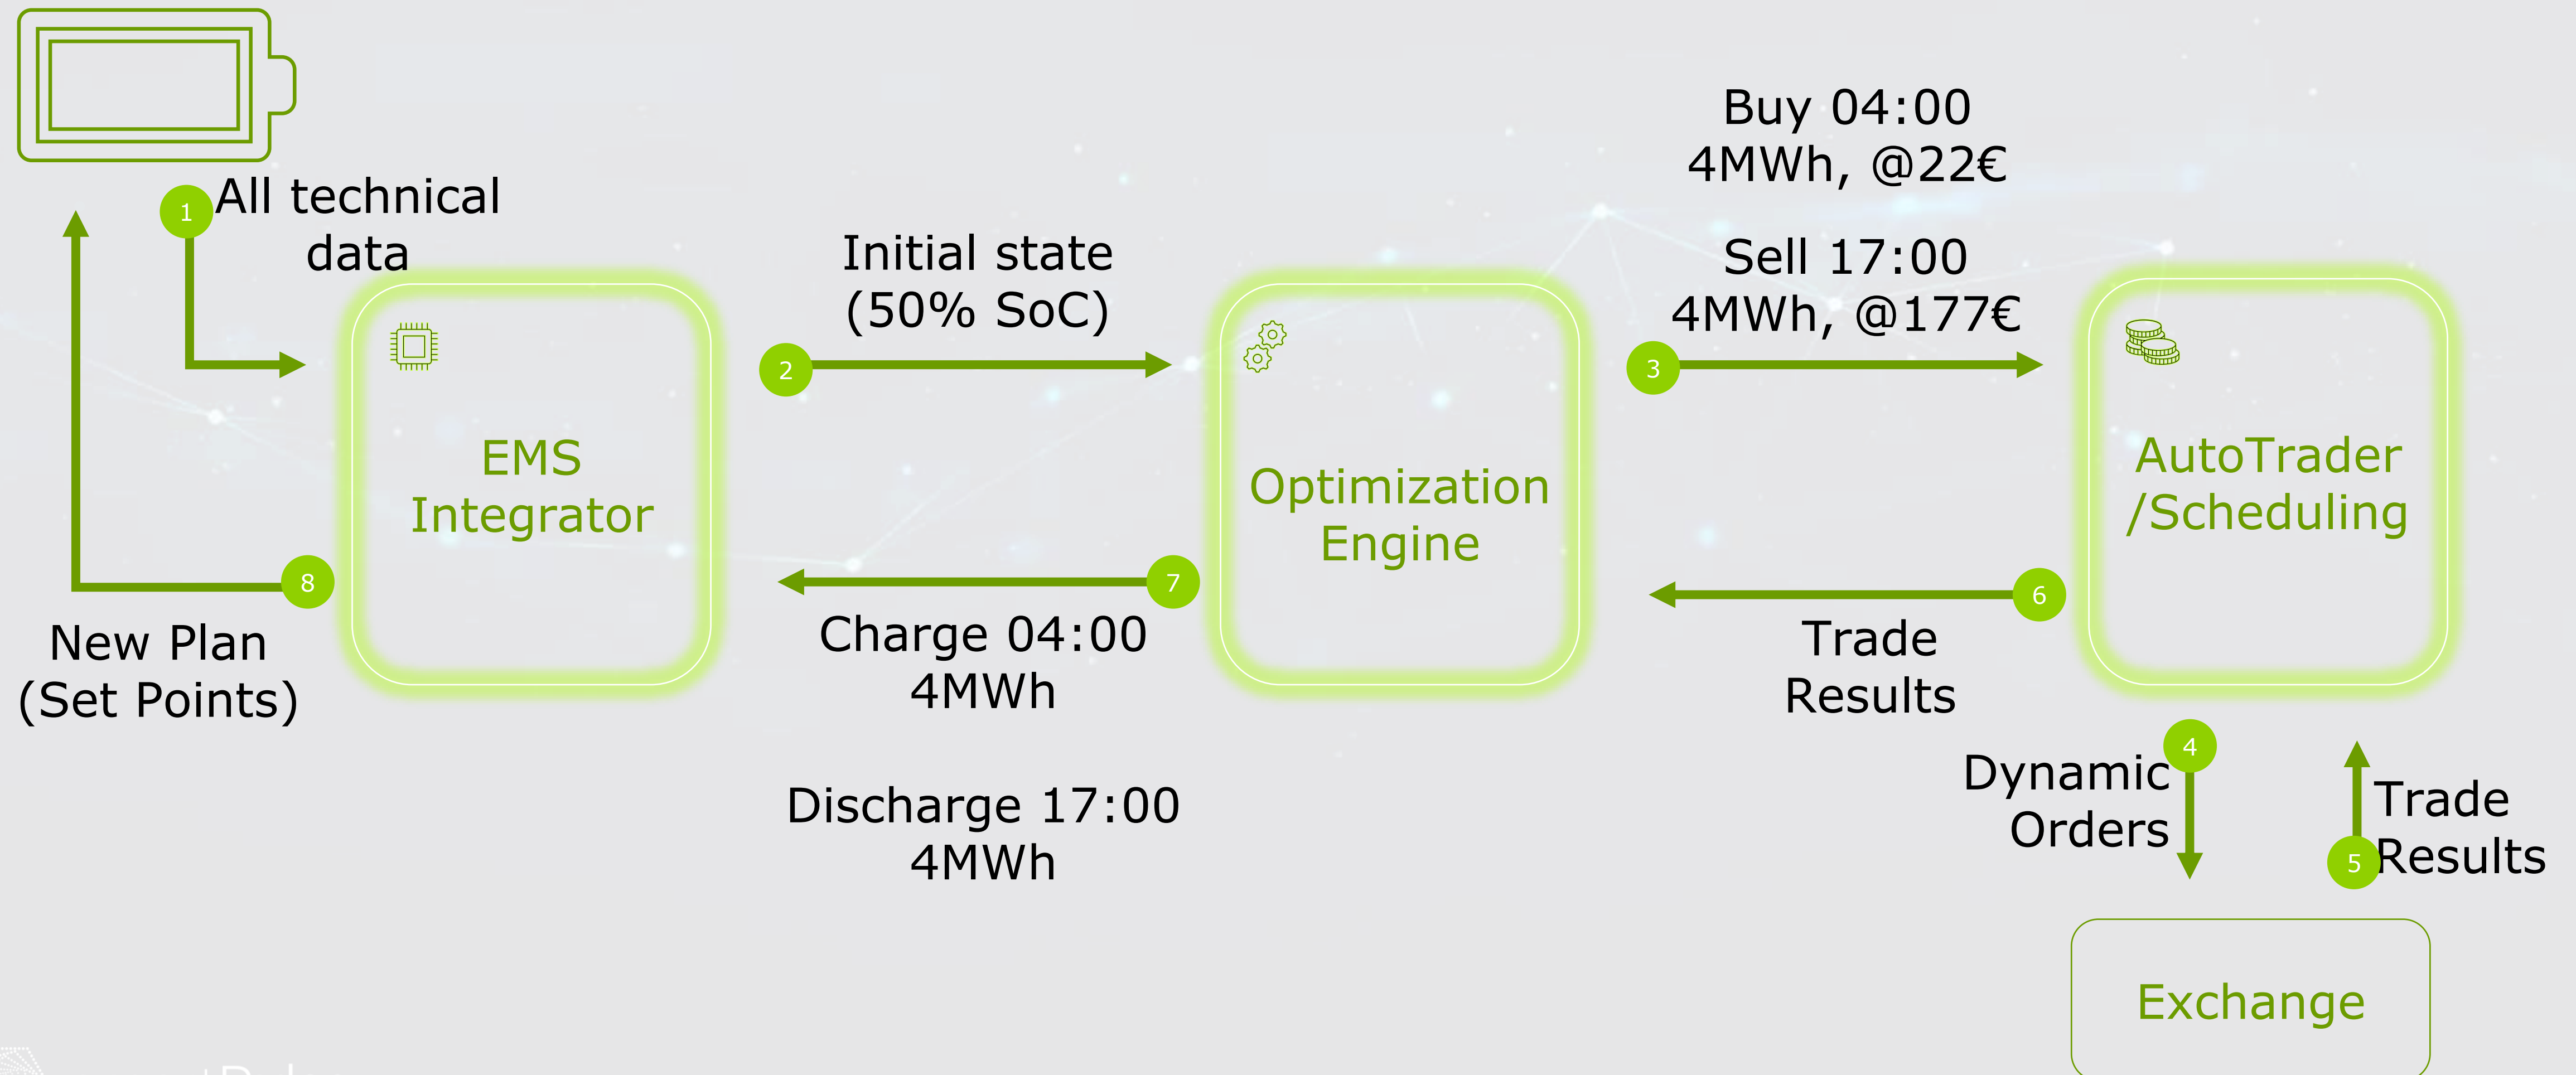 1
All technical
data
Initial state
(50% SoC)
2
Buy 04:00
4MWh, @22€
Sell 17:00
4MWh, @177€
3
EMS
Integrator
Optimization
Engine
AutoTrader
/Scheduling
8
New Plan
(Set Points)
7
Charge 04:00
4MWh
Discharge 17:00
4MWh
6
Trade
Results
4
Dynamic
Orders
5
Trade
Results
Exchange